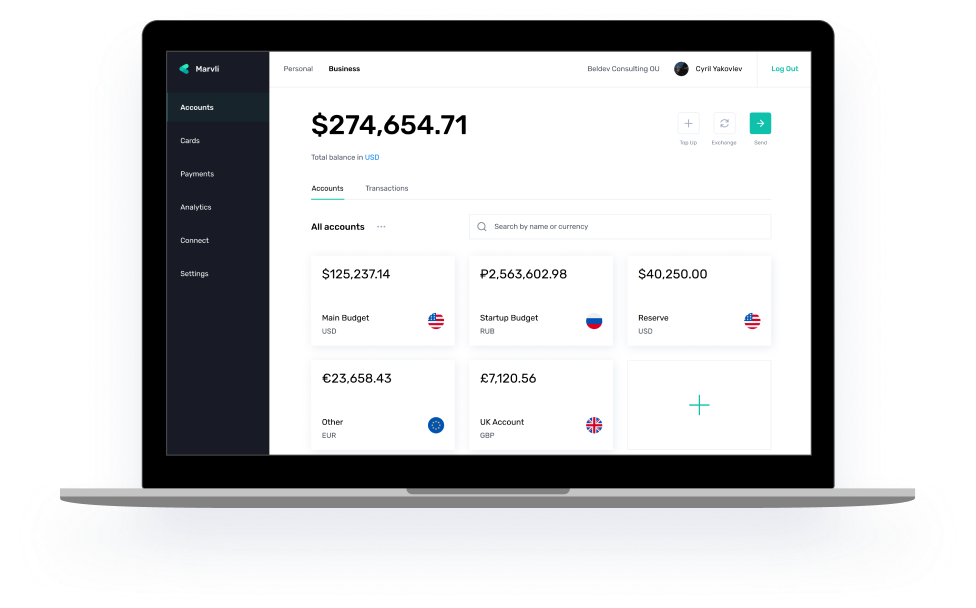 Marvli
Personal Business Beldev Consulting OU Cyril Yakovlev Log Out
Accounts
Cards
Payments
Analytics
Connect
Settings
$274,654.71
Total balance in USD
Top Up Exchange Send
Accounts Transactions
All accounts ··· Search by name or currency
$125,237.14
Main Budget
USD
₽2,563,602.98
Startup Budget
RUB
$40,250.00
Reserve
USD
€23,658.43
Other
EUR
£7,120.56
UK Account
GBP